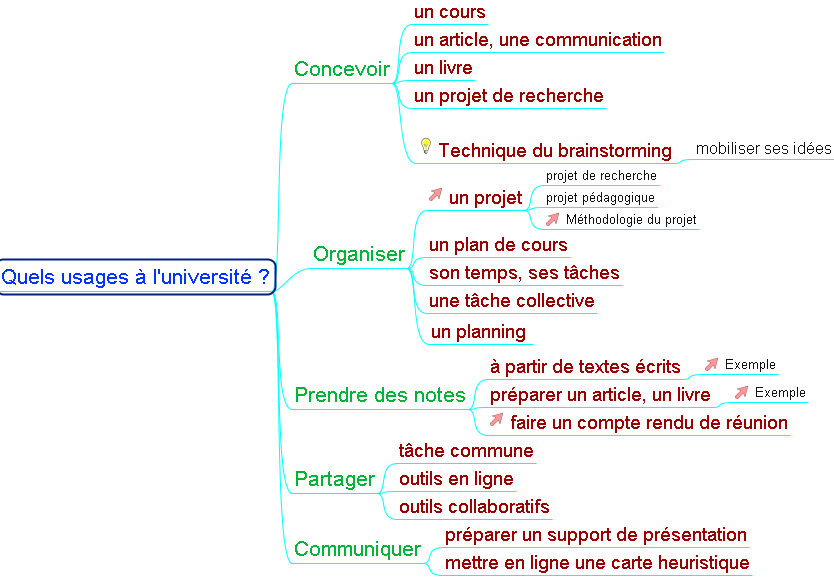 Quels usages à l'université ?
Concevoir
un cours
un article, une communication
un livre
un projet de recherche
Technique du brainstorming
mobiliser ses idées
Organiser
un projet
projet de recherche
projet pédagogique
Méthodologie du projet
un plan de cours
son temps, ses tâches
une tâche collective
un planning
Prendre des notes
à partir de textes écrits
Exemple
préparer un article, un livre
Exemple
faire un compte rendu de réunion
Partager
tâche commune
outils en ligne
outils collaboratifs
Communiquer
préparer un support de présentation
mettre en ligne une carte heuristique